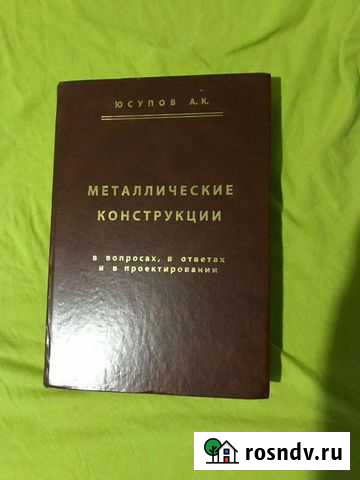 ЮСУПОВ А.К.
МЕТАЛЛИЧЕСКИЕ
КОНСТРУКЦИИ
в вопросах, в ответах
и в проектировании
rosndv.ru